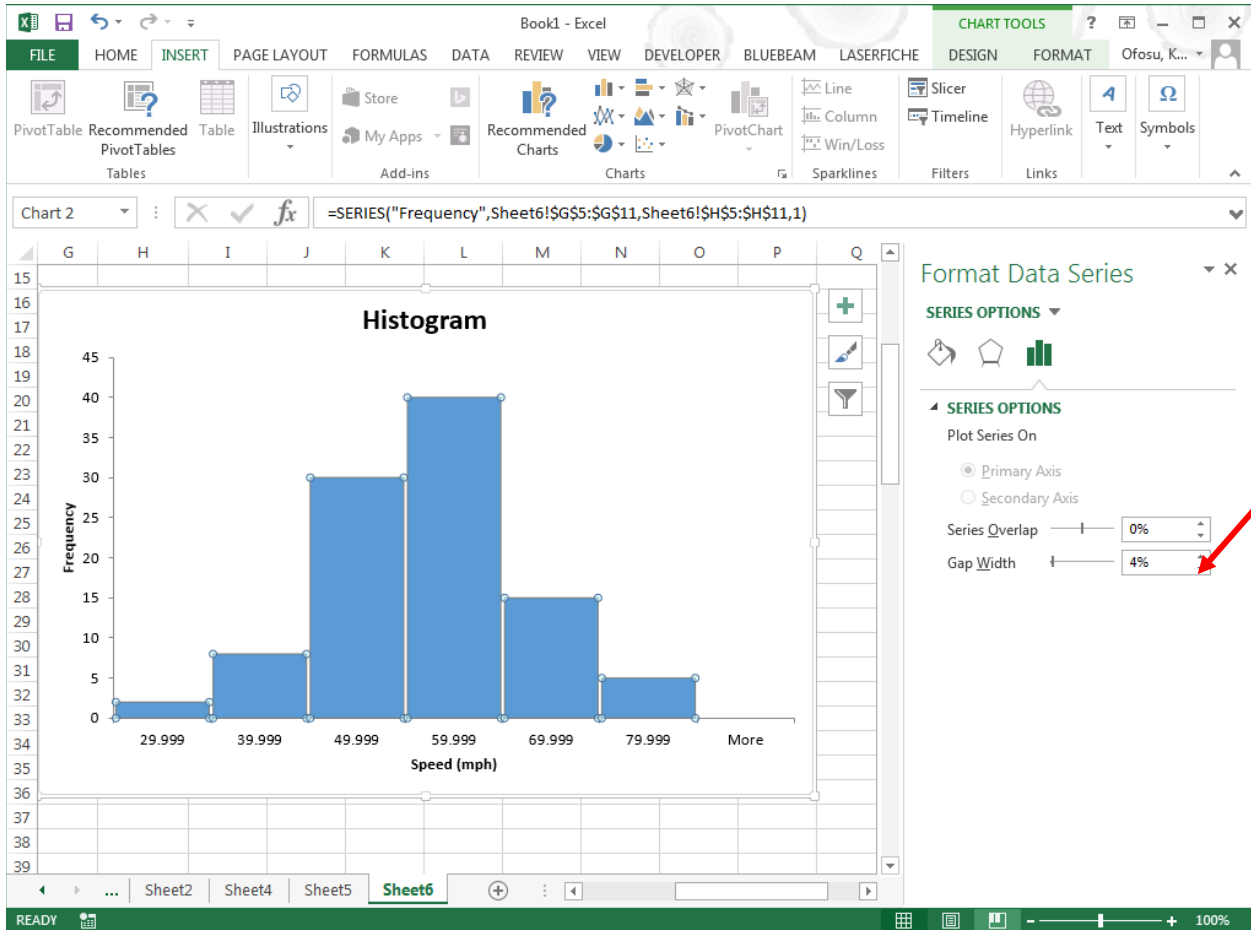 Book1 - Excel
CHART TOOLS
?
FILE HOME INSERT PAGE LAYOUT FORMULAS DATA REVIEW VIEW DEVELOPER BLUEBEAM LASERFICHE DESIGN FORMAT Ofosu, K...
PivotTable
Recommended
PivotTables
Table
Illustrations
Store
My Apps
Recommended
Charts
PivotChart
Line
Column
Win/Loss
Slicer
Timeline
Hyperlink
Text
Symbols
Tables
Add-ins
Charts
Sparklines
Filters
Links
Chart 2
fx
=SERIES("Frequency",Sheet6!$G$5:$G$11,Sheet6!$H$5:$H$11,1)
G H I J K L M N O P Q
15
16
17
18
19
20
21
22
23
24
25
26
27
28
29
30
31
32
33
34
35
36
37
38
39
Histogram
45
40
35
30
25
20
15
10
5
0
Frequency
29.999 39.999 49.999 59.999 69.999 79.999 More
Speed (mph)
Format Data Series
SERIES OPTIONS
SERIES OPTIONS
Plot Series On
Primary Axis
Secondary Axis
Series Overlap 0%
Gap Width 4%
... Sheet2 Sheet4 Sheet5 Sheet6
READY
100%